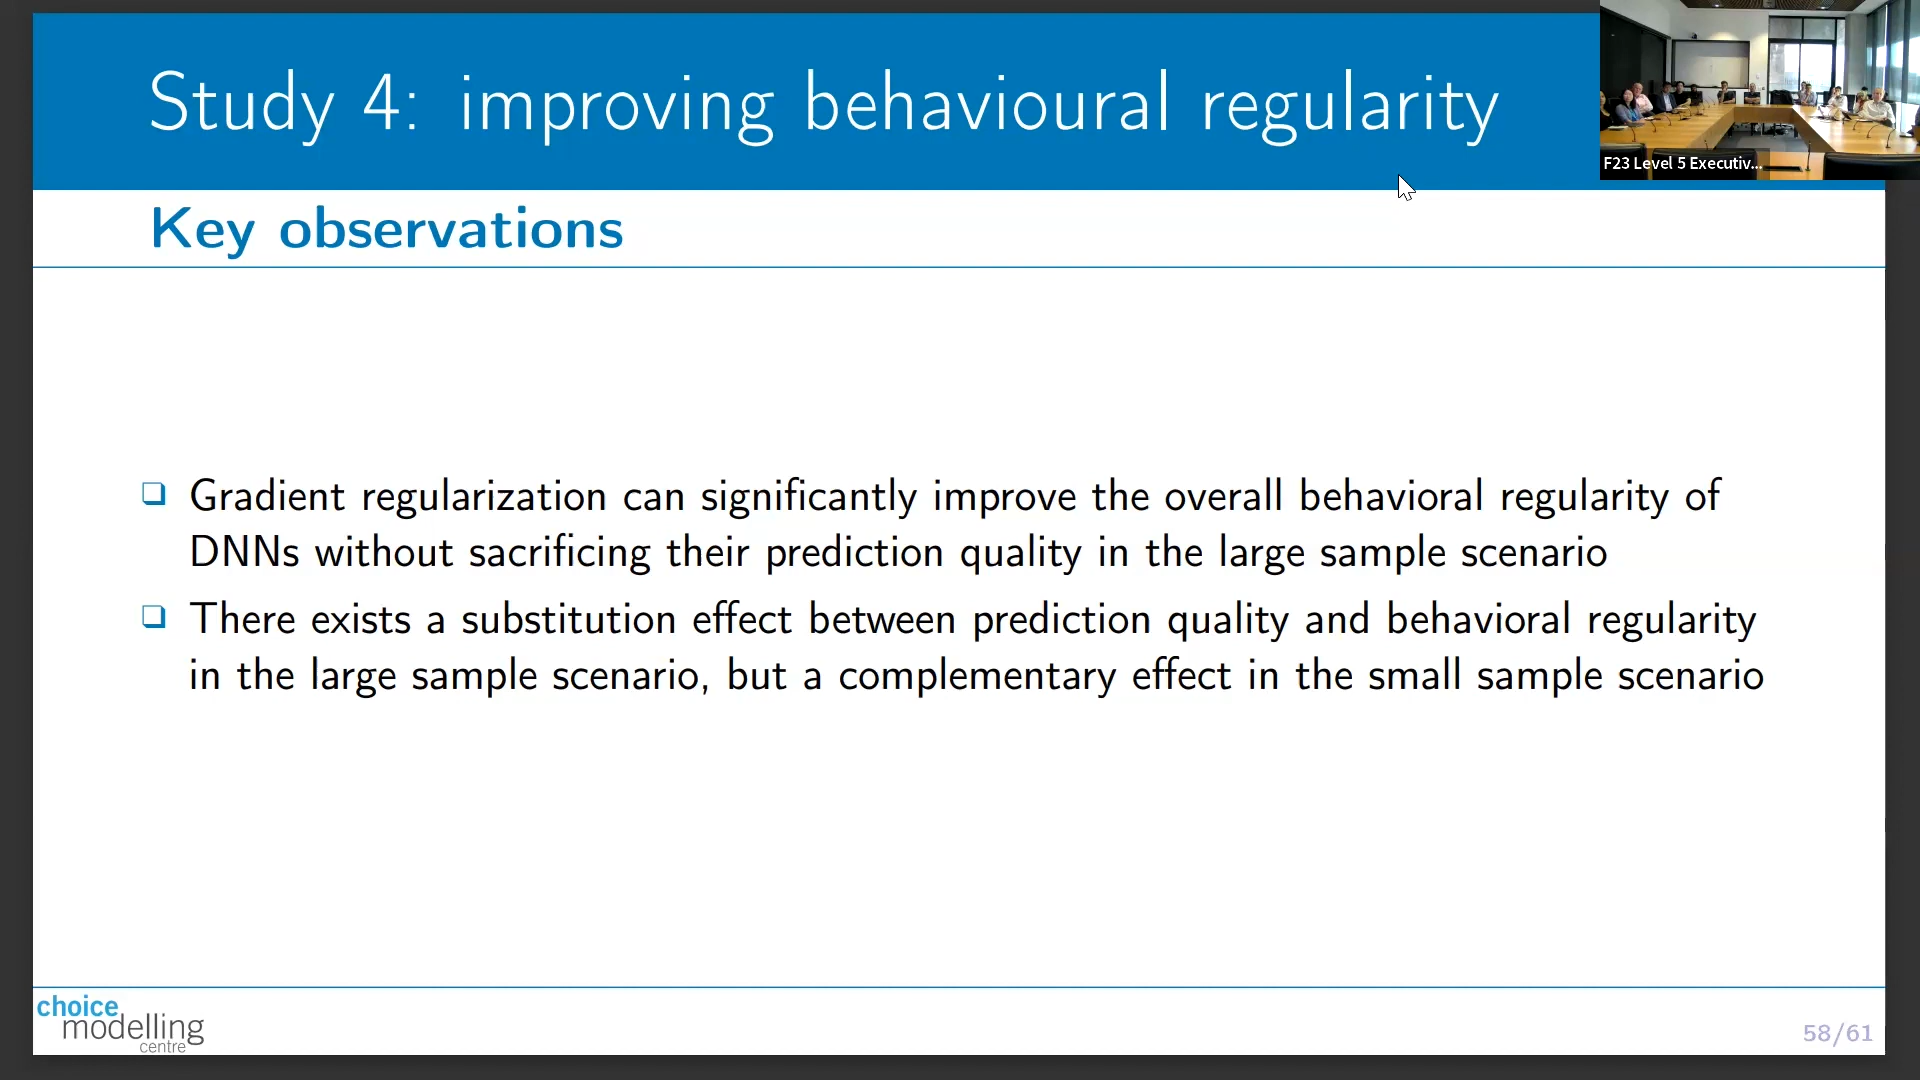 Study 4: improving behavioural regularity
F23 Level 5 Executiv...
Key observations
Gradient regularization can significantly improve the overall behavioral regularity of
DNNs without sacrificing their prediction quality in the large sample scenario
There exists a substitution effect between prediction quality and behavioral regularity
in the large sample scenario, but a complementary effect in the small sample scenario
choice
modelling
centre
58/61